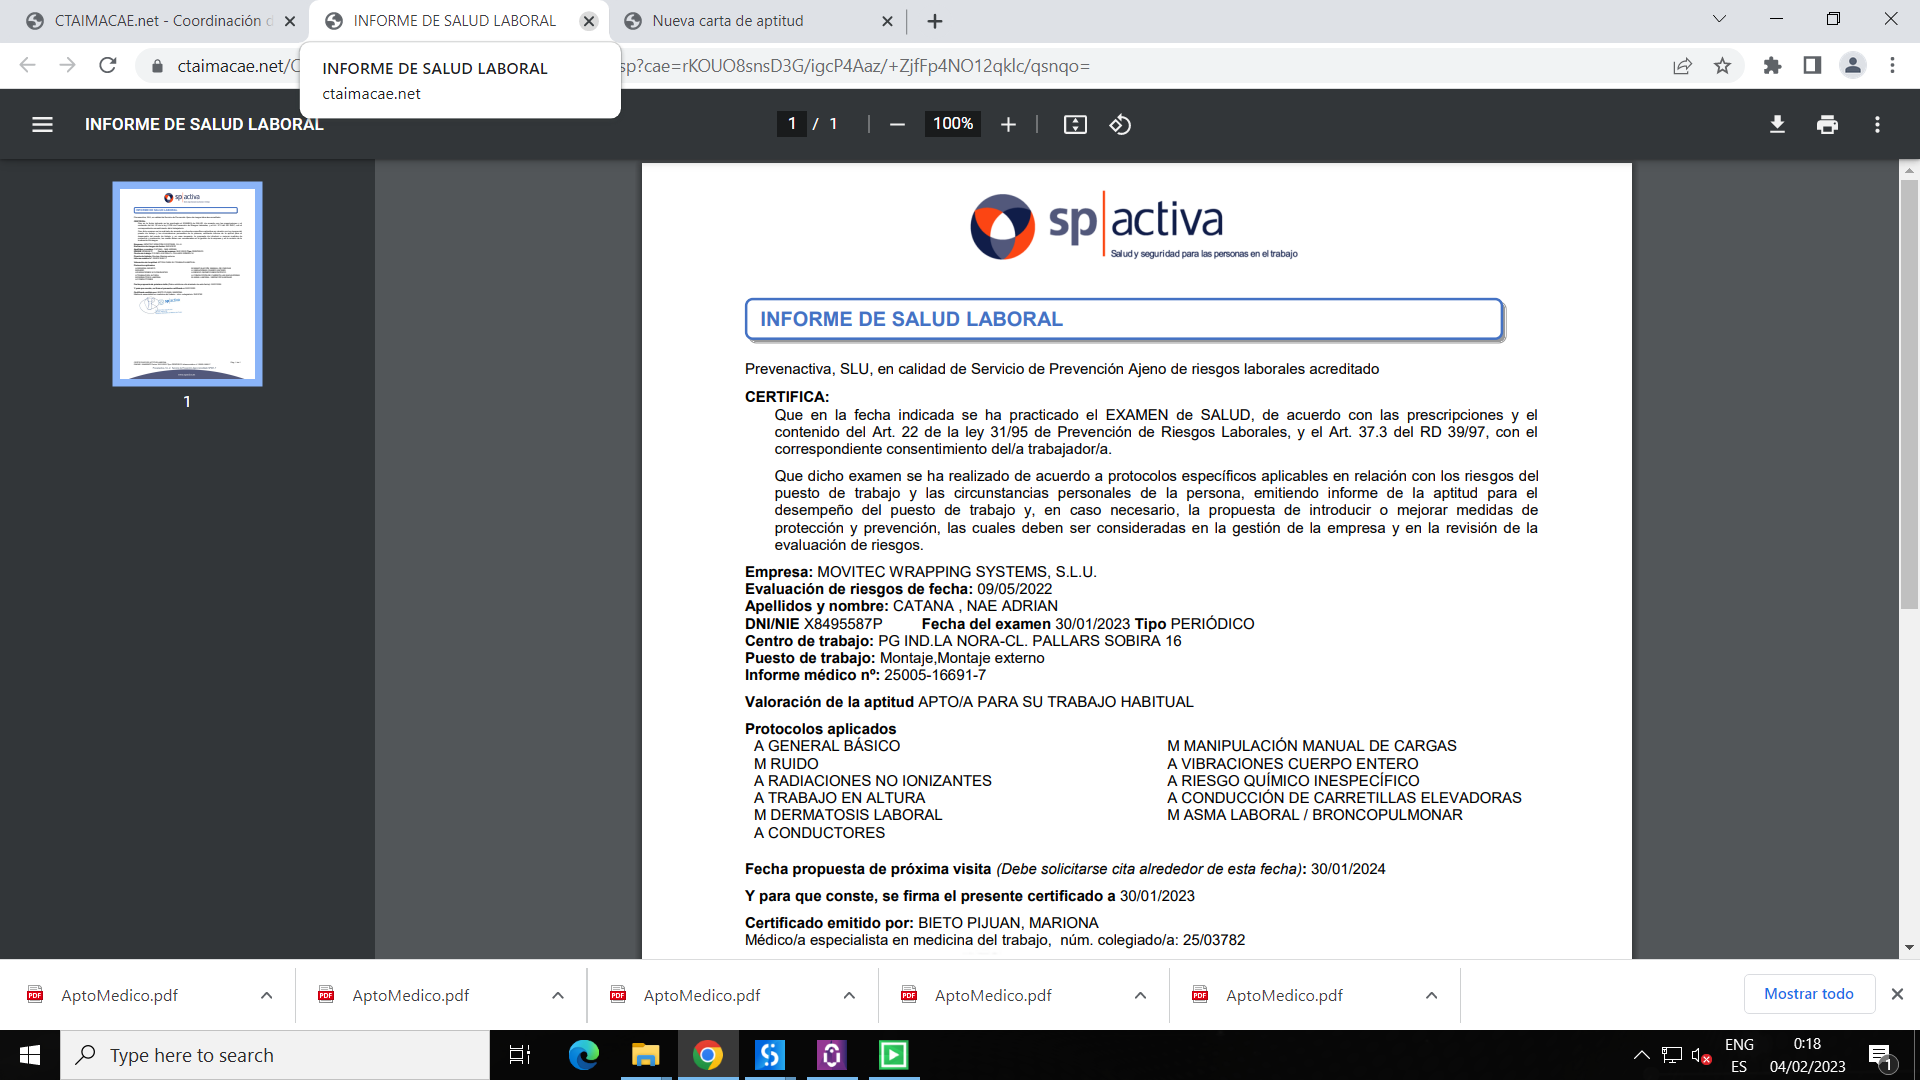 CTAIMACAE.net - Coordinación d
INFORME DE SALUD LABORAL
Nueva carta de aptitud
ctaimacae.net/C
sp?cae=rKOUO8snsD3G/igcP4Aaz/+ZjfFp4NO12qklc/qsnqo=
INFORME DE SALUD LABORAL
ctaimacae.net
INFORME DE SALUD LABORAL
1 / 1
100%
1
sp activa
Salud y seguridad para las personas en el trabajo
INFORME DE SALUD LABORAL
Prevenactiva, SLU, en calidad de Servicio de Prevención Ajeno de riesgos laborales acreditado
CERTIFICA:
Que en la fecha indicada se ha practicado el EXAMEN de SALUD, de acuerdo con las prescripciones y el
contenido del Art. 22 de la ley 31/95 de Prevención de Riesgos Laborales, y el Art. 37.3 del RD 39/97, con el
correspondiente consentimiento del/a trabajador/a.
Que dicho examen se ha realizado de acuerdo a protocolos específicos aplicables en relación con los riesgos del
puesto de trabajo y las circunstancias personales de la persona, emitiendo informe de la aptitud para el
desempeño del puesto de trabajo y, en caso necesario, la propuesta de introducir o mejorar medidas de
protección y prevención, las cuales deben ser consideradas en la gestión de la empresa y en la revisión de la
evaluación de riesgos.
Empresa: MOVITEC WRAPPING SYSTEMS, S.L.U.
Evaluación de riesgos de fecha: 09/05/2022
Apellidos y nombre: CATANA , NAE ADRIAN
DNI/NIE X8495587P Fecha del examen 30/01/2023 Tipo PERIÓDICO
Centro de trabajo: PG IND.LA NORA-CL. PALLARS SOBIRA 16
Puesto de trabajo: Montaje,Montaje externo
Informe médico nº: 25005-16691-7
Valoración de la aptitud APTO/A PARA SU TRABAJO HABITUAL
Protocolos aplicados
A GENERAL BÁSICO M MANIPULACIÓN MANUAL DE CARGAS
M RUIDO A VIBRACIONES CUERPO ENTERO
A RADIACIONES NO IONIZANTES A RIESGO QUÍMICO INESPECÍFICO
A TRABAJO EN ALTURA A CONDUCCIÓN DE CARRETILLAS ELEVADORAS
M DERMATOSIS LABORAL M ASMA LABORAL / BRONCOPULMONAR
A CONDUCTORES
Fecha propuesta de próxima visita (Debe solicitarse cita alrededor de esta fecha): 30/01/2024
Y para que conste, se firma el presente certificado a 30/01/2023
Certificado emitido por: BIETO PIJUAN, MARIONA
Médico/a especialista en medicina del trabajo, núm. colegiado/a: 25/03782
AptoMedico.pdf AptoMedico.pdf AptoMedico.pdf AptoMedico.pdf AptoMedico.pdf
Mostrar todo
Type here to search
ENG
ES
0:18
04/02/2023
1